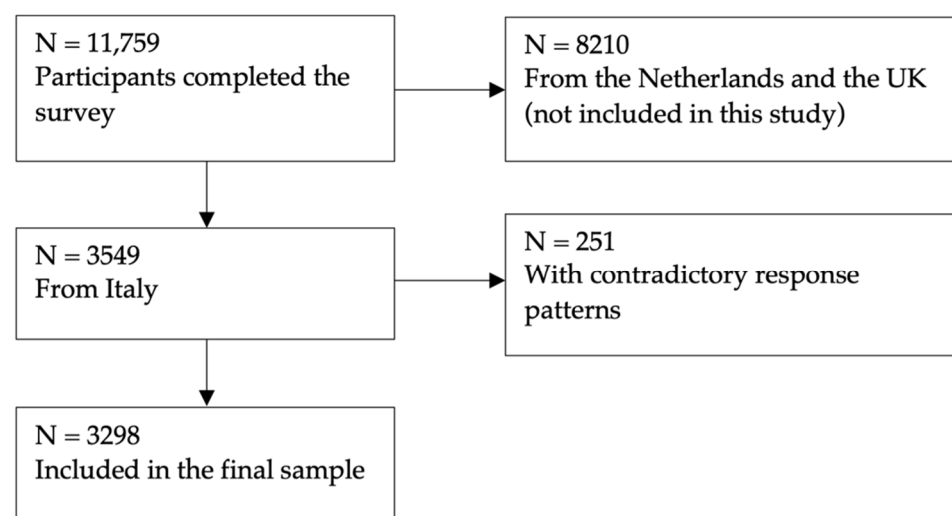 N = 11,759
Participants completed the
survey
N = 8210
From the Netherlands and the UK
(not included in this study)
N = 3549
From Italy
N = 251
With contradictory response
patterns
N = 3298
Included in the final sample